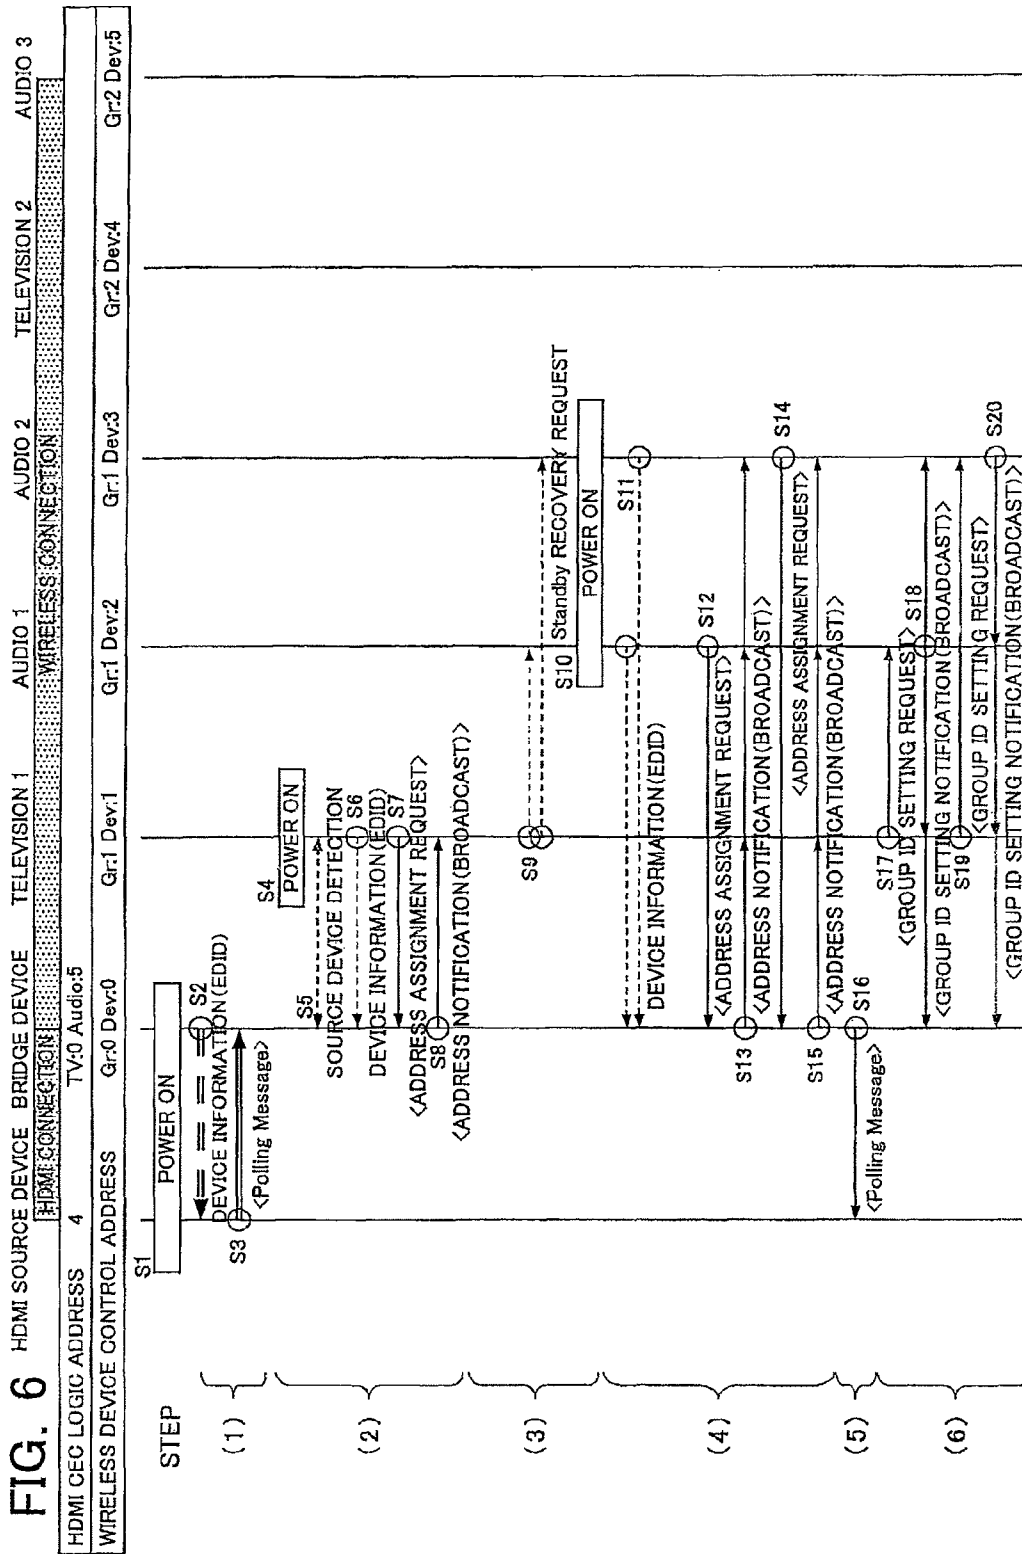 FIG. 6
HDMI SOURCE DEVICE BRIDGE DEVICE TELEVISION 1 AUDIO 1 AUDIO 2 TELEVISION 2 AUDIO 3
HDMI CONNECTION WIRELESS CONNECTION
HDMI CEC LOGIC ADDRESS 4 TV:0 Audio:5
WIRELESS DEVICE CONTROL ADDRESS Gr:0 Dev:0 Gr:1 Dev:1 Gr:1 Dev:2 Gr:1 Dev:3 Gr:2 Dev:4 Gr:2 Dev:5
STEP
S1
POWER ON
(1)
S2
DEVICE INFORMATION(EDID)
S3
<Polling Message>
(2)
S4
POWER ON
S5
SOURCE DEVICE DETECTION
S6
DEVICE INFORMATION(EDID)
S7
<ADDRESS ASSIGNMENT REQUEST>
S8
<ADDRESS NOTIFICATION(BROADCAST)>
(3)
S9
Standby RECOVERY REQUEST
S10
POWER ON
(4)
S11
DEVICE INFORMATION(EDID)
S12
<ADDRESS ASSIGNMENT REQUEST>
S13
<ADDRESS NOTIFICATION(BROADCAST)>
S14
<ADDRESS ASSIGNMENT REQUEST>
S15
<ADDRESS NOTIFICATION(BROADCAST)>
(5)
S16
<Polling Message>
(6)
S17
<GROUP ID SETTING REQUEST>
S18
<GROUP ID SETTING NOTIFICATION(BROADCAST)>
S19
<GROUP ID SETTING REQUEST>
S20
<GROUP ID SETTING NOTIFICATION(BROADCAST)>